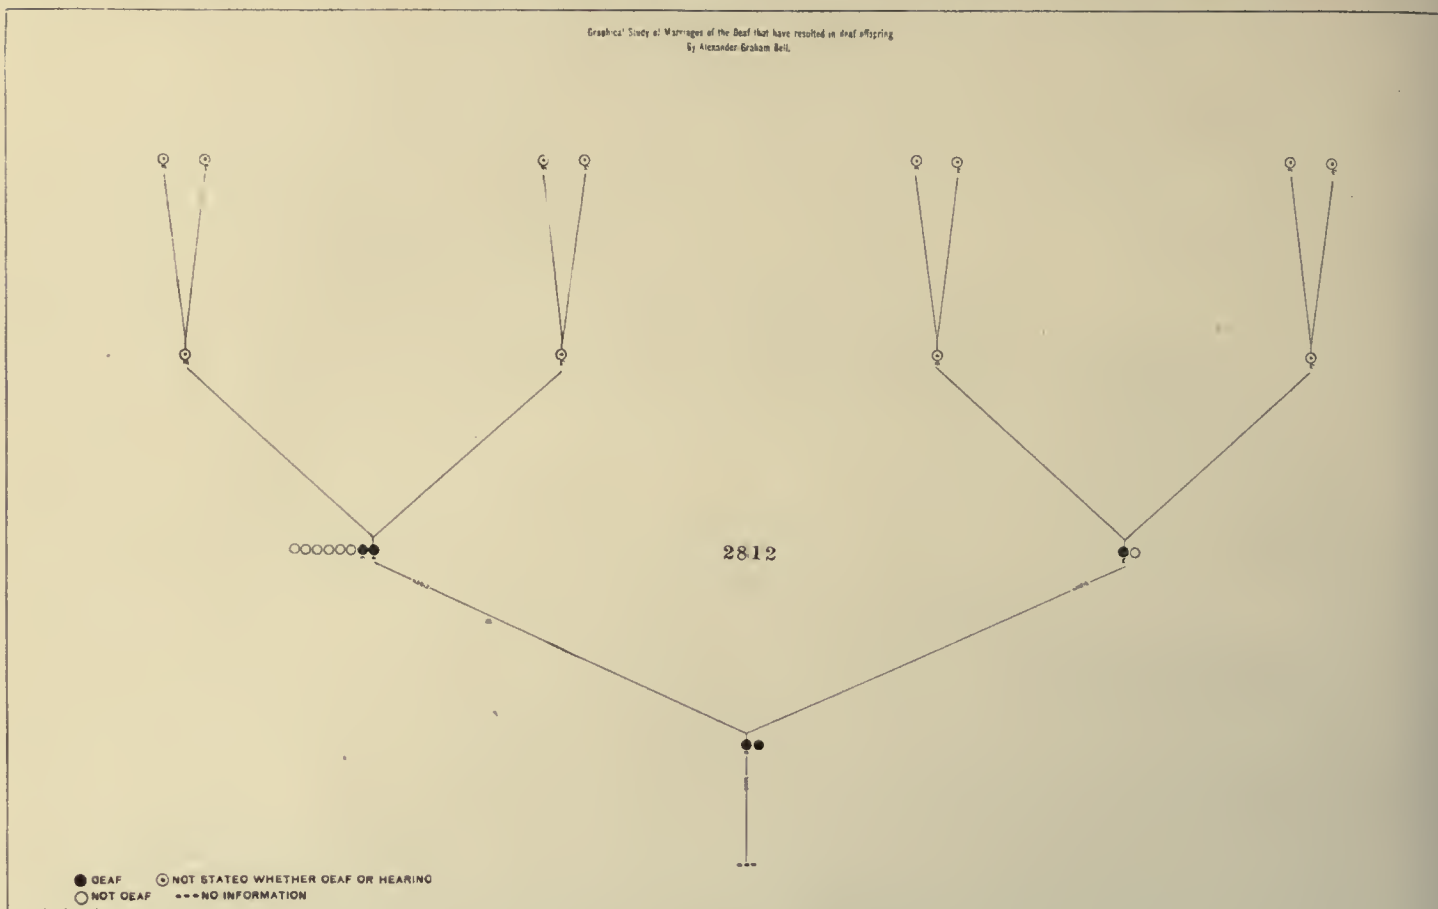 Graphical Study of Marriages of the Deaf that have resulted in deaf offspring
By Alexander Graham Bell.
2812
DEAF NOT STATED WHETHER DEAF OR HEARING
NOT DEAF NO INFORMATION